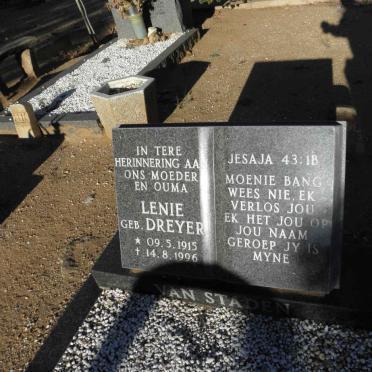 IN TERE
HERINNERING AAN
ONS MOEDER
EN OUMA
LENIE
GEB. DREYER
* 09. 5. 1915
† 14. 8. 1996
JESAJA 43:1B
MOENIE BANG
WEES NIE, EK
VERLOS JOU
EK HET JOU OP
JOU NAAM
GEROEP JY IS
MYNE
VAN STADEN